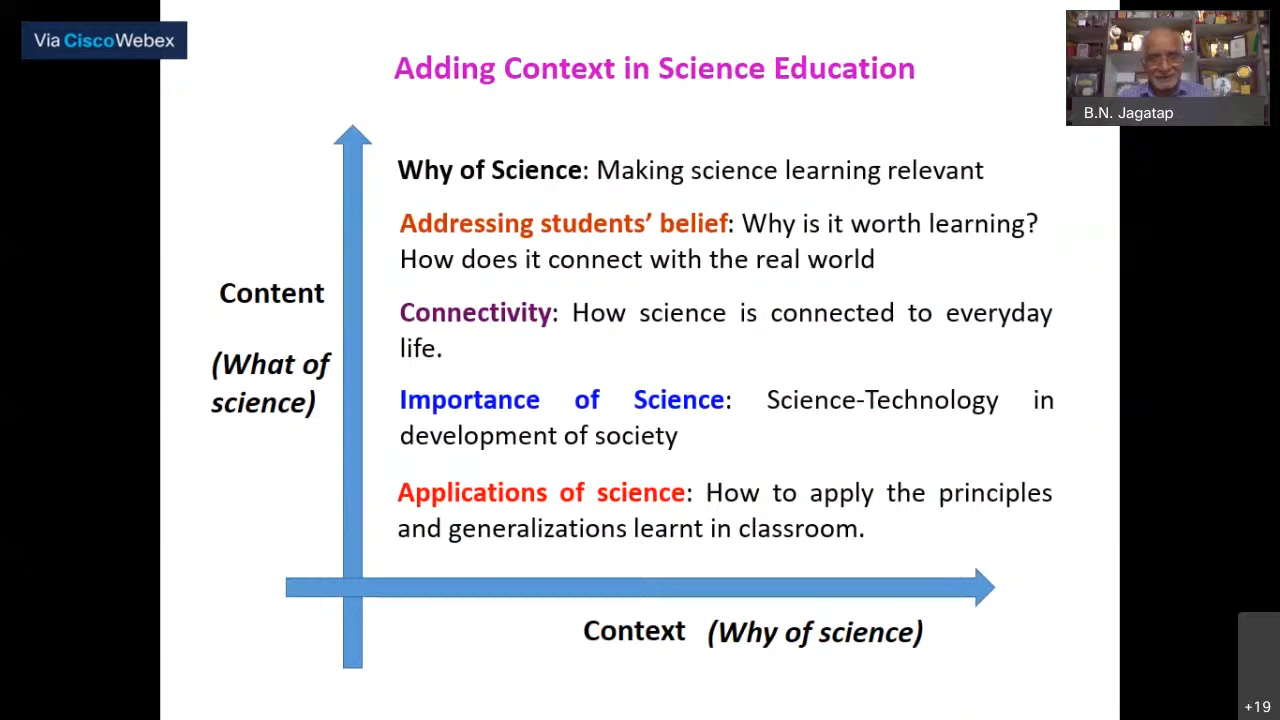 Via CiscoWebex
Adding Context in Science Education
B.N. Jagatap
Why of Science: Making science learning relevant
Addressing students’ belief: Why is it worth learning?
How does it connect with the real world
Content
Connectivity: How science is connected to everyday
life.
(What of
science)
Importance of Science: Science-Technology in
development of society
Applications of science: How to apply the principles
and generalizations learnt in classroom.
Context (Why of science)
+19